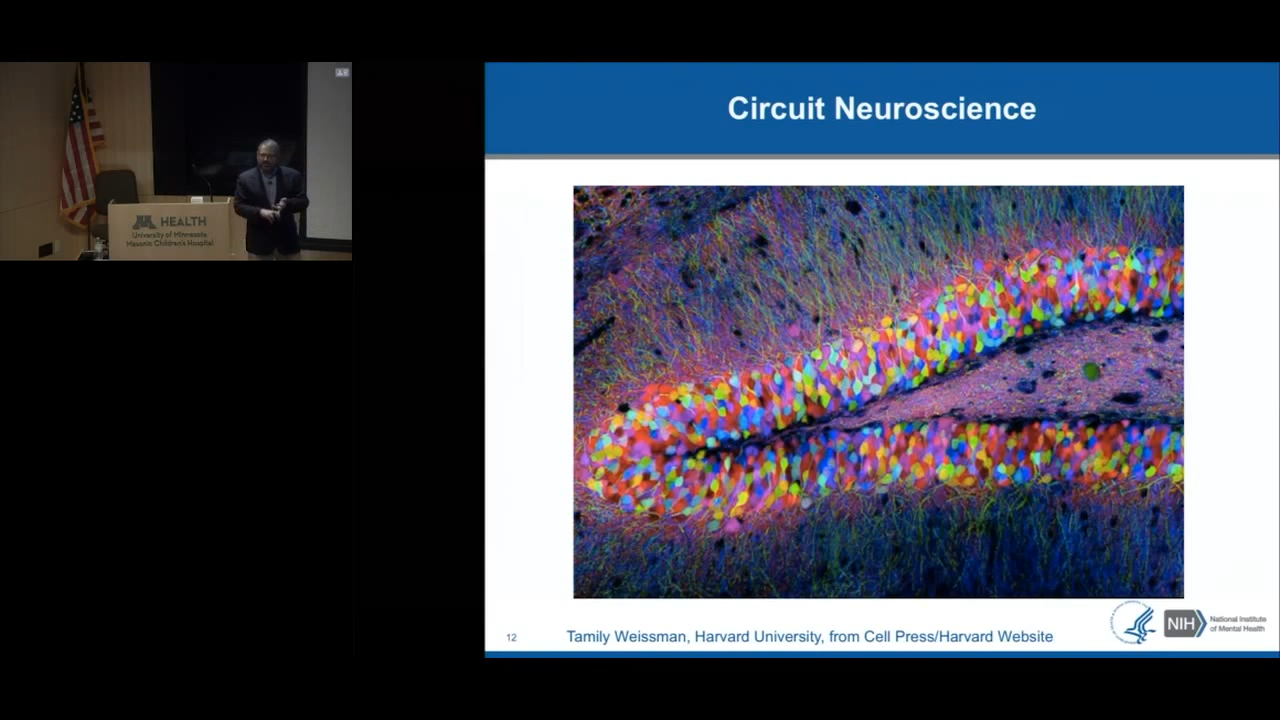 HEALTH
University of Minnesota
Masonic Children's Hospital
Circuit Neuroscience
12
Tamily Weissman, Harvard University, from Cell Press/Harvard Website
NIH
National Institute
of Mental Health